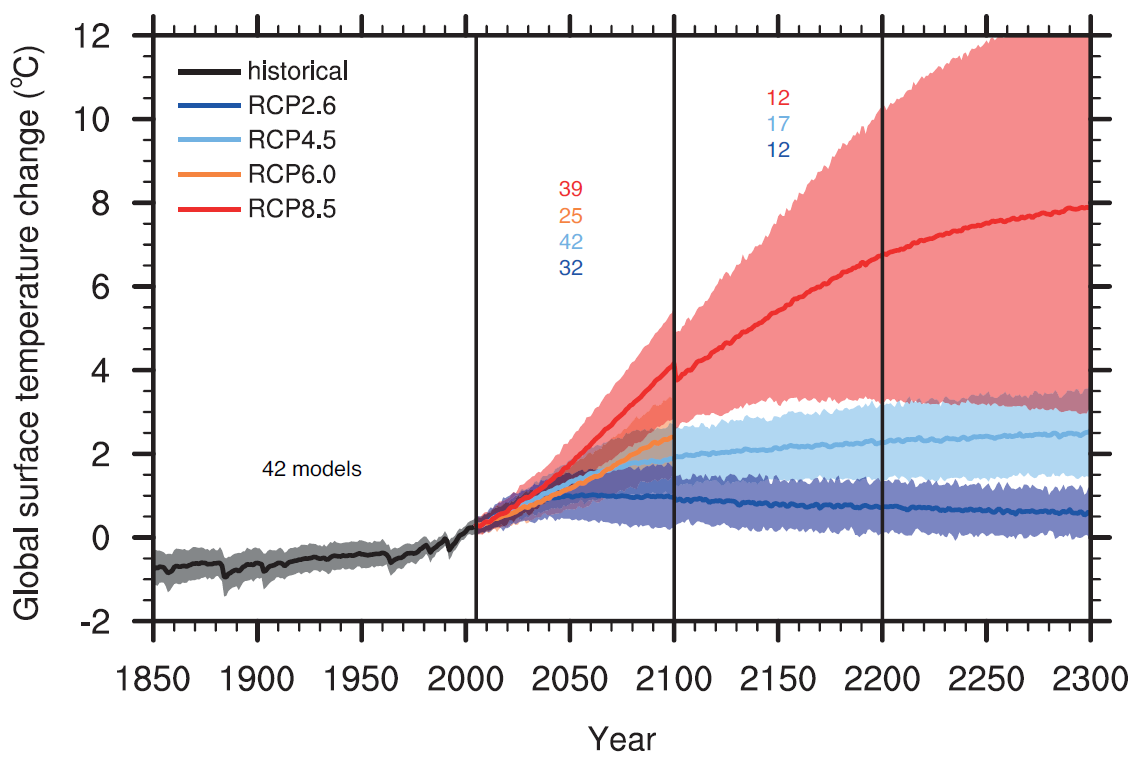 Global surface temperature change (°C)
12
10
8
6
4
2
0
-2
historical
RCP2.6
RCP4.5
RCP6.0
RCP8.5
42 models
39
25
42
32
12
17
12
1850 1900 1950 2000 2050 2100 2150 2200 2250 2300
Year